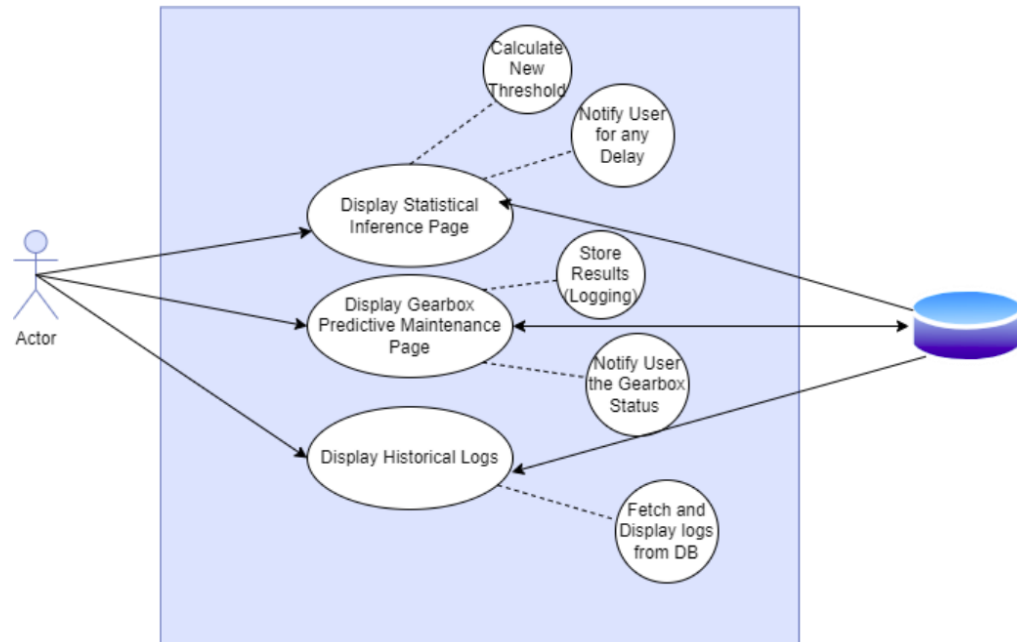 Calculate
New
Threshold
Notify User
for any
Delay
Display Statistical
Inference Page
Store
Results
(Logging)
Display Gearbox
Predictive Maintenance
Page
Actor
Notify User
the Gearbox
Status
Display Historical Logs
Fetch and
Display logs
from DB